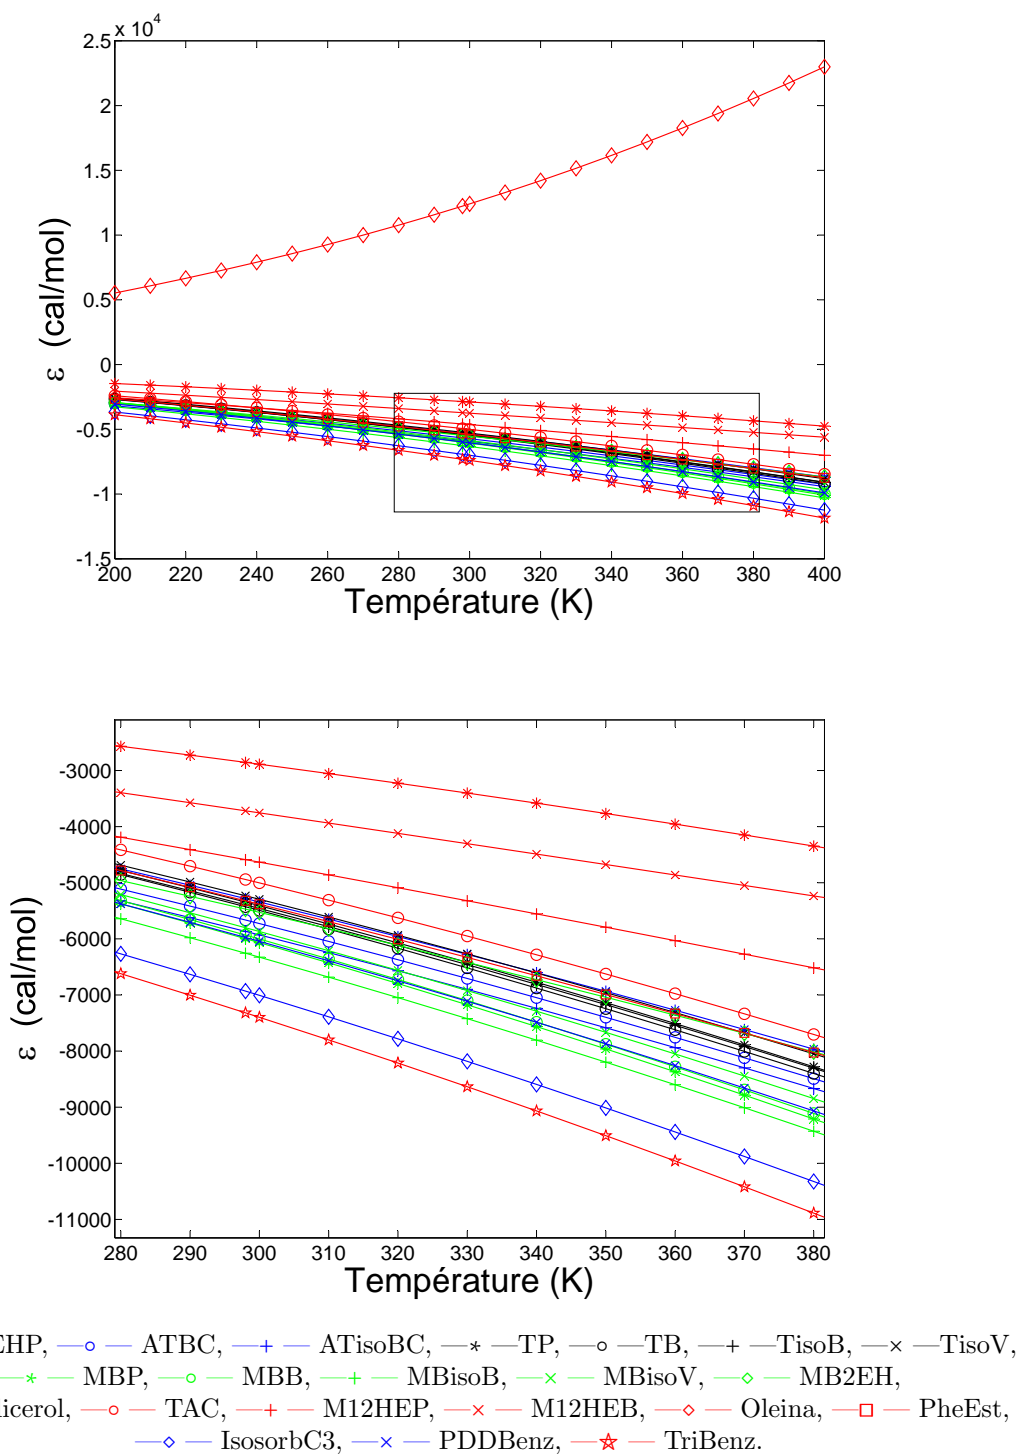 x 10^4
2.5
2
1.5
1
0.5
0
-0.5
-1
-1.5
ε (cal/mol)
200 220 240 260 280 300 320 340 360 380 400
Température (K)
-3000
-4000
-5000
-6000
-7000
-8000
-9000
-10000
-11000
ε (cal/mol)
280 290 300 310 320 330 340 350 360 370 380
Température (K)
EHP, ATBC, ATisoBC, TP, TB, TisoB, TisoV,
MBP, MBB, MBisoB, MBisoV, MB2EH,
licerol, TAC, M12HEP, M12HEB, Oleina, PheEst,
IsosorbC3, PDDBenz, TriBenz.